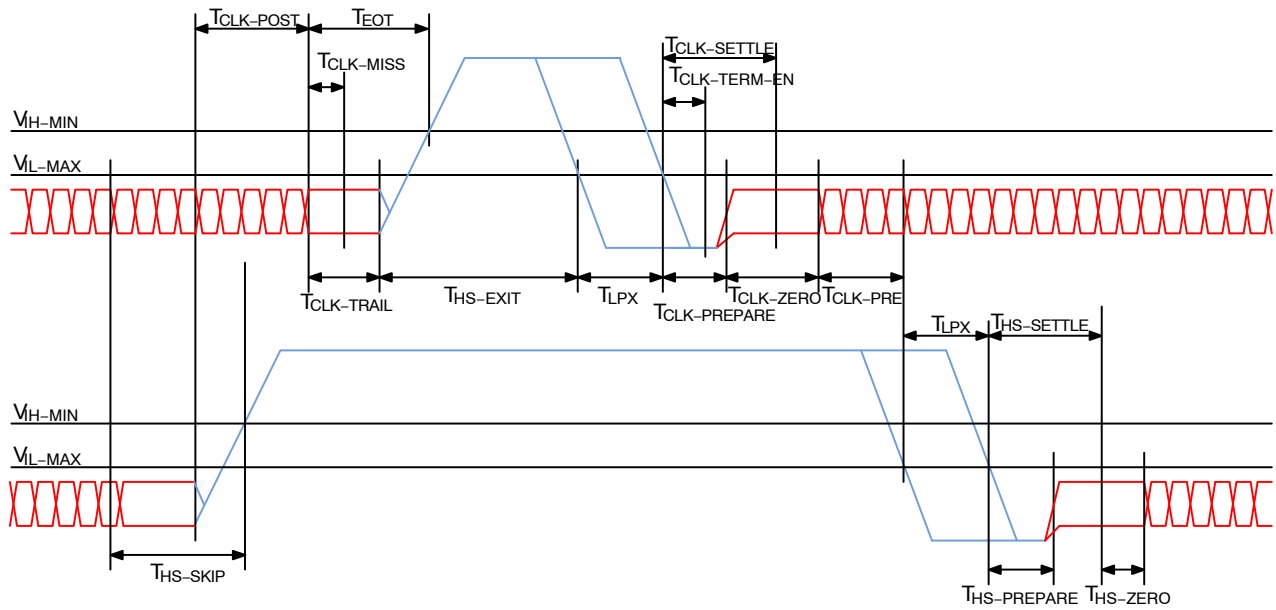 TCLK–POST TEOT
TCLK–MISS
TCLK–SETTLE
TCLK–TERM–EN
VIH–MIN
VIL–MAX
TCLK–TRAIL THS–EXIT TLPX TCLK–PREPARE TCLK–ZERO TCLK–PRE
TLPX THS–SETTLE
VIH–MIN
VIL–MAX
THS–SKIP
THS–PREPARE THS–ZERO